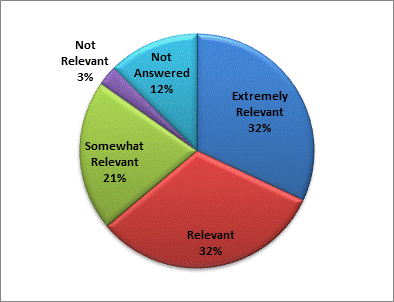 Not
Relevant
3%
Not
Answered
12%
Extremely
Relevant
32%
Somewhat
Relevant
21%
Relevant
32%